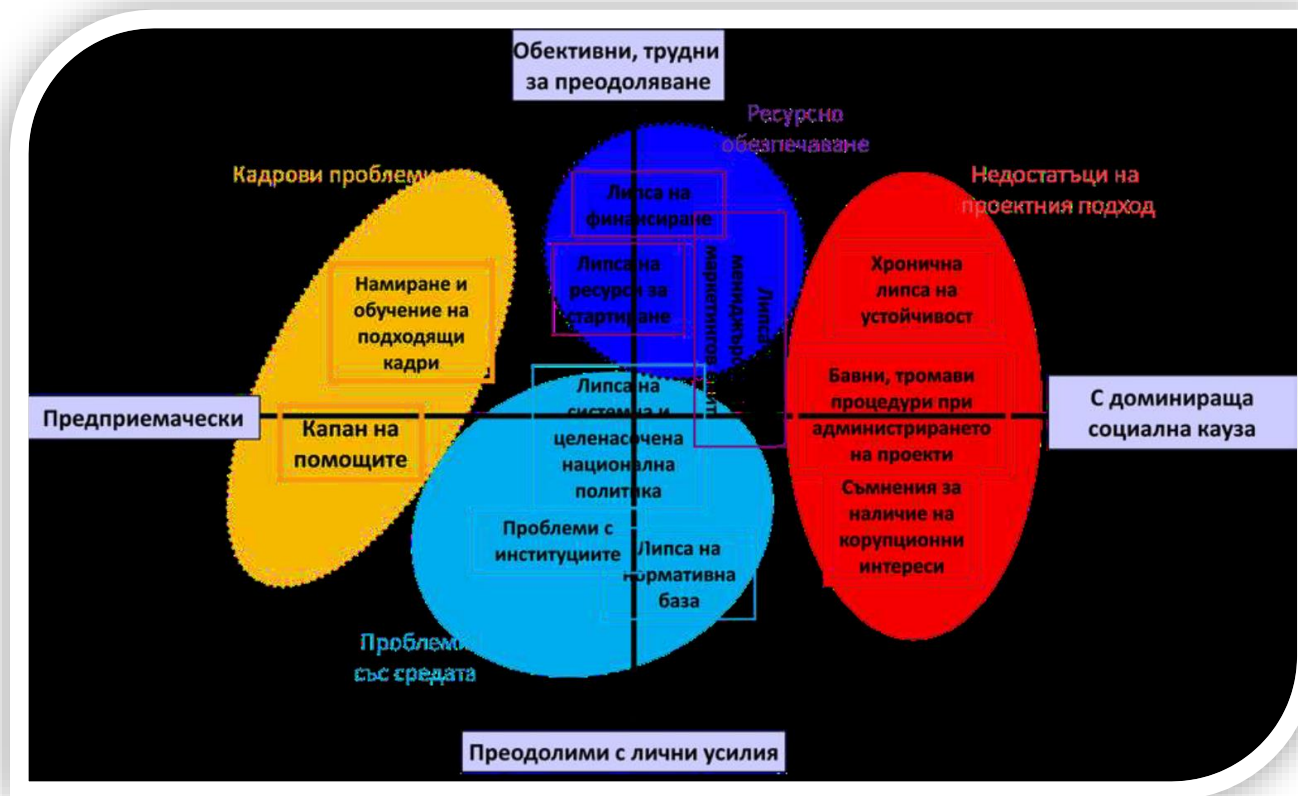 Обективни, трудни
за преодоляване
Ресурсно
обезпечаване
Кадрови проблеми
Недостатъци на
проектния подход
Липса на
финансиране
Липса на
ресурси за
стартиране
Липса
Намиране и
обучение на
подходящи
кадри
Хронична
липса на
устойчивост
Предприемачески
Капан на
помощите
Липса на
системна и
целенасочена
национална
политика
Бавни, тромави
процедури при
администрирането
на проекти
С доминираща
социална кауза
Съмнения за
наличие на
корупционни
интереси
Проблеми с
институциите
Липса на
нормативна
база
със средата
Преодолими с лични усилия